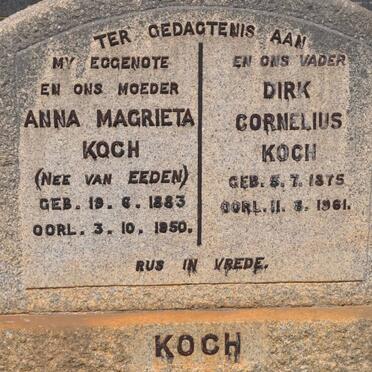 TER GEDAGTENIS AAN
MY EGGENOTE
EN ONS MOEDER
ANNA MAGRIETA
KOCH
(NEE VAN EEDEN)
GEB. 19. 6. 1883
OORL. 3. 10. 1950.
EN ONS VADER
DIRK
CORNELIUS
KOCH
GEB. 5. 7. 1875
OORL. 11. 8. 1961.
RUS IN VREDE.
KOCH